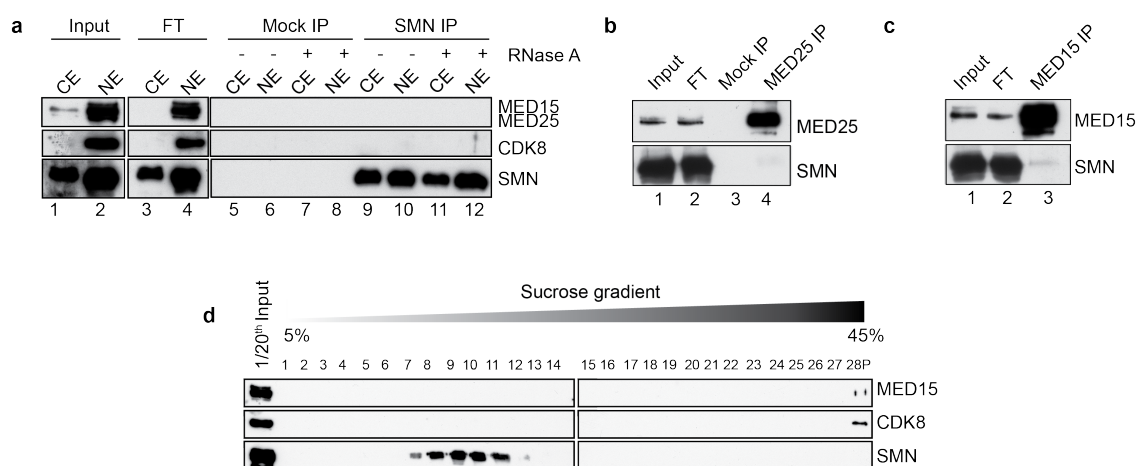 a
Input FT Mock IP SMN IP
- - + + - - + + RNase A
CE NE CE NE CE NE CE NE CE NE CE NE
MED15
MED25
CDK8
SMN
1 2 3 4 5 6 7 8 9 10 11 12
b
Input FT Mock IP MED25 IP
MED25
SMN
1 2 3 4
c
Input FT MED15 IP
MED15
SMN
1 2 3
d
1/20th Input
Sucrose gradient
5% 45%
1 2 3 4 5 6 7 8 9 10 11 12 13 14 15 16 17 18 19 20 21 22 23 24 25 26 27 28P
MED15
CDK8
SMN